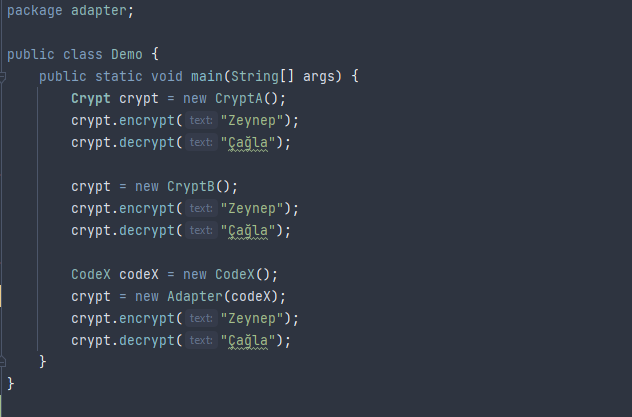 package adapter;
public class Demo {
public static void main(String[] args) {
Crypt crypt = new CryptA();
crypt.encrypt( text: "Zeynep");
crypt.decrypt( text: "Çağla");
crypt = new CryptB();
crypt.encrypt( text: "Zeynep");
crypt.decrypt( text: "Çağla");
CodeX codeX = new CodeX();
crypt = new Adapter(codeX);
crypt.encrypt( text: "Zeynep");
crypt.decrypt( text: "Çağla");
}
}